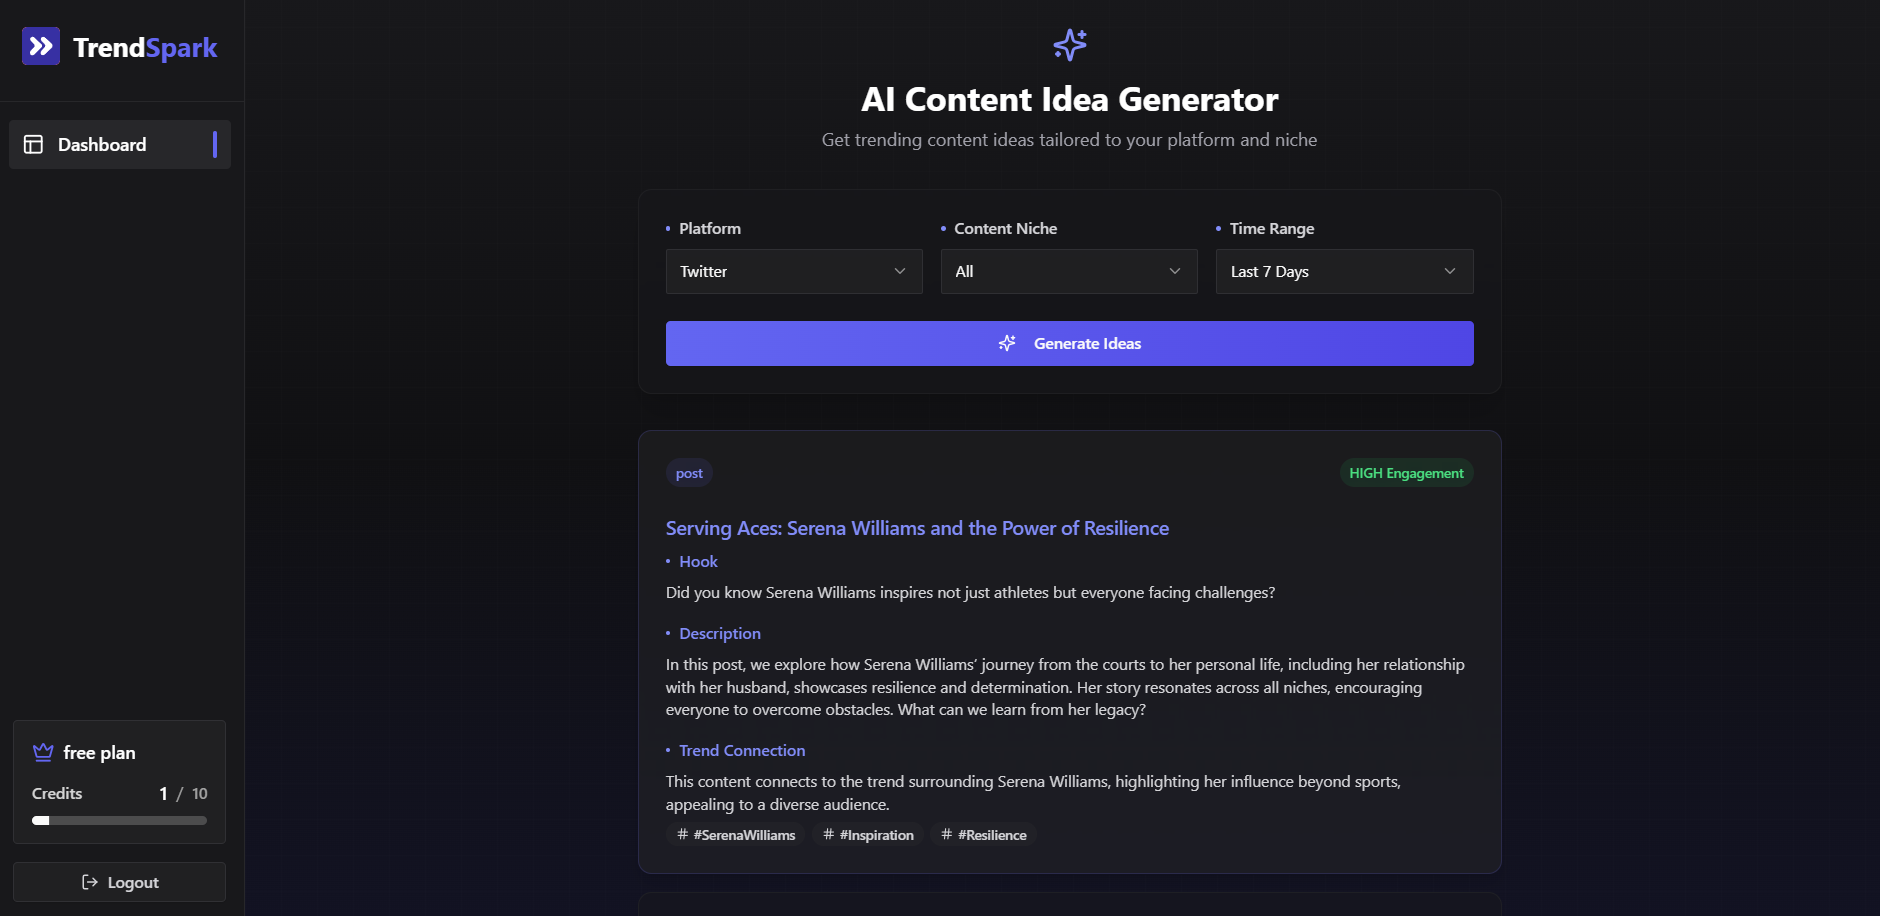 TrendSpark
Dashboard
AI Content Idea Generator
Get trending content ideas tailored to your platform and niche
Platform
Content Niche
Time Range
Twitter
All
Last 7 Days
Generate Ideas
post
HIGH Engagement
Serving Aces: Serena Williams and the Power of Resilience
• Hook
Did you know Serena Williams inspires not just athletes but everyone facing challenges?
• Description
In this post, we explore how Serena Williams' journey from the courts to her personal life, including her relationship
with her husband, showcases resilience and determination. Her story resonates across all niches, encouraging
everyone to overcome obstacles. What can we learn from her legacy?
• Trend Connection
This content connects to the trend surrounding Serena Williams, highlighting her influence beyond sports,
appealing to a diverse audience.
# #SerenaWilliams # #Inspiration # #Resilience
free plan
Credits 1 / 10
Logout